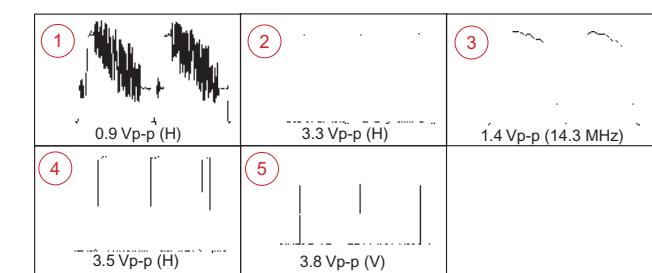 1
0.9 Vp-p (H)
2
3.3 Vp-p (H)
3
1.4 Vp-p (14.3 MHz)
4
3.5 Vp-p (H)
5
3.8 Vp-p (V)